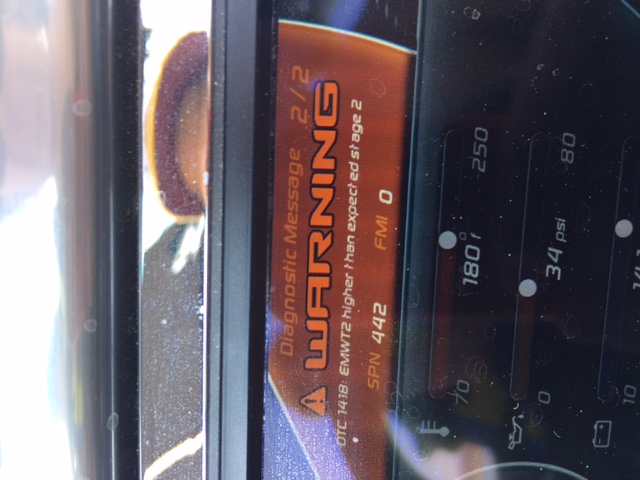 Diagnostic Message 2/2
WARNING
DTC 1418: EMWT2 higher than expected stage 2
SPN 442 FMI 0
70 180 f 250
0 34 psi 80
10